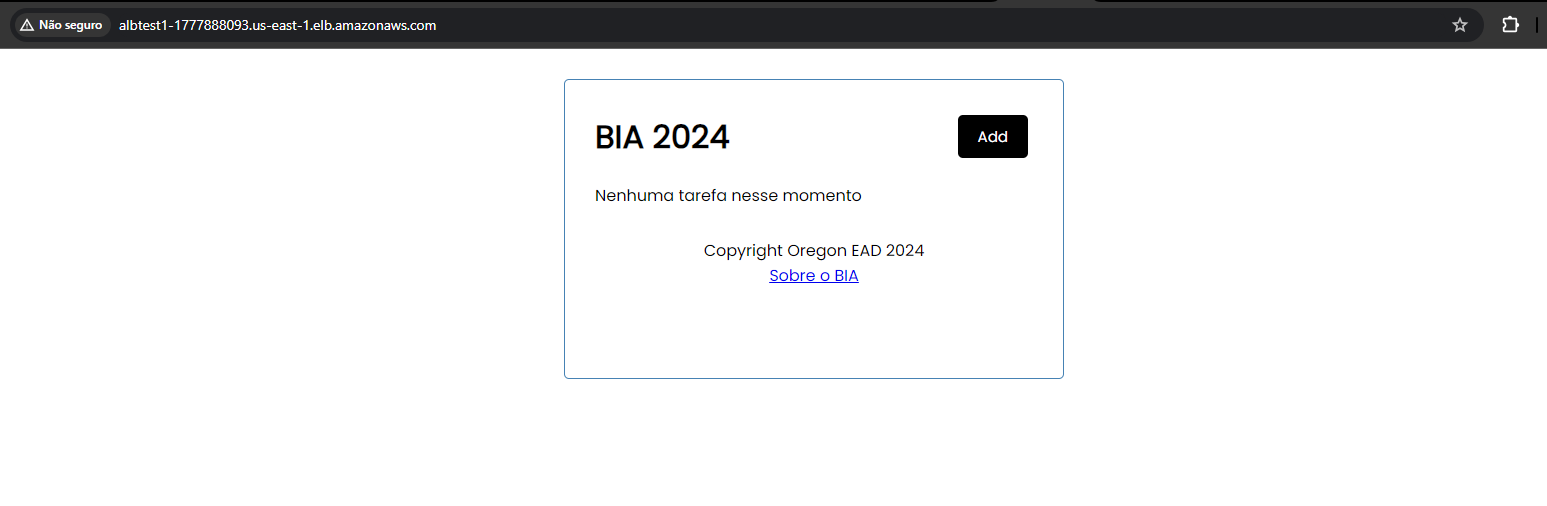 Não seguro albtest1-1777888093.us-east-1.elb.amazonaws.com
BIA 2024 Add
Nenhuma tarefa nesse momento
Copyright Oregon EAD 2024
Sobre o BIA